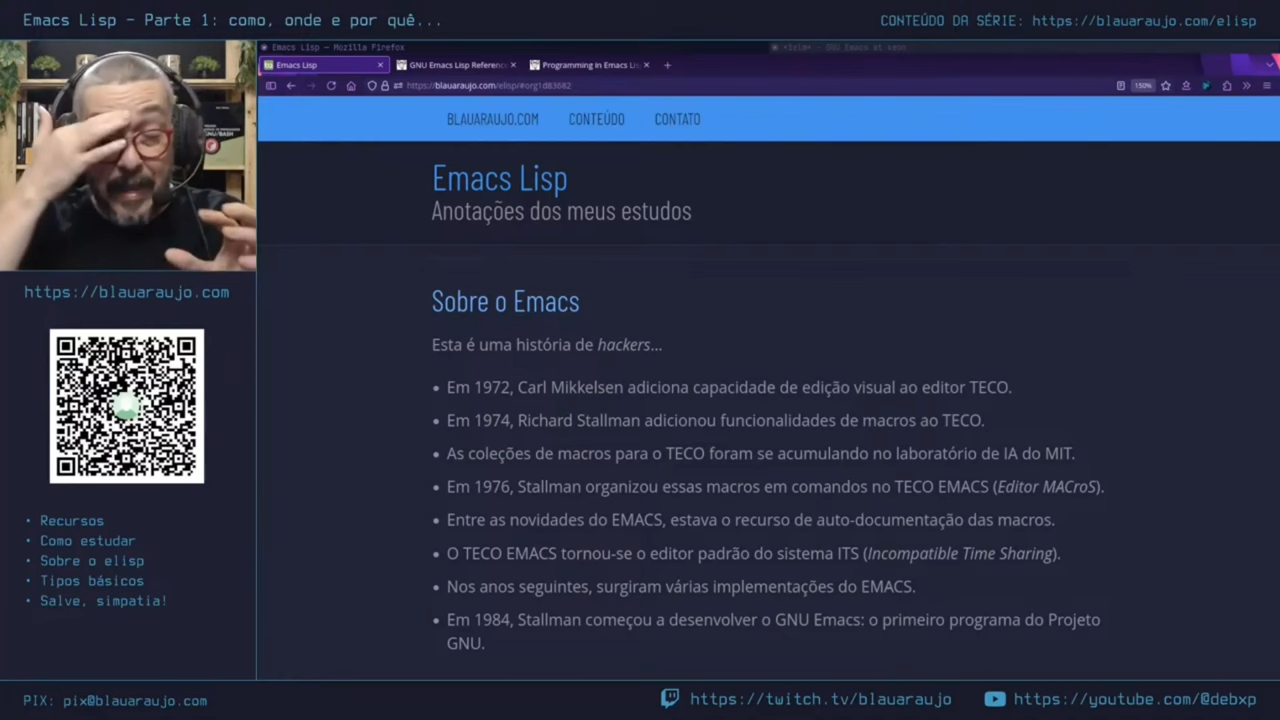 Emacs Lisp - Parte 1: como, onde e por quê...
CONTEÚDO DA SÉRIE: https://blauaraujo.com/elisp
Emacs Lisp — Mozilla Firefox
Emacs Lisp
GNU Emacs Lisp Referenc
Programming in Emacs Lis
https://blauaraujo.com/elisp/#org1d83682
150%
BLAUARAUJO.COM CONTEÚDO CONTATO
Emacs Lisp
Anotações dos meus estudos
Sobre o Emacs
Esta é uma história de hackers...
• Em 1972, Carl Mikkelsen adiciona capacidade de edição visual ao editor TECO.
• Em 1974, Richard Stallman adicionou funcionalidades de macros ao TECO.
• As coleções de macros para o TECO foram se acumulando no laboratório de IA do MIT.
• Em 1976, Stallman organizou essas macros em comandos no TECO EMACS (Editor MACroS).
• Entre as novidades do EMACS, estava o recurso de auto-documentação das macros.
• O TECO EMACS tornou-se o editor padrão do sistema ITS (Incompatible Time Sharing).
• Nos anos seguintes, surgiram várias implementações do EMACS.
• Em 1984, Stallman começou a desenvolver o GNU Emacs: o primeiro programa do Projeto
GNU.
https://blauaraujo.com
• Recursos
• Como estudar
• Sobre o elisp
• Tipos básicos
• Salve, simpatia!
PIX: pix@blauaraujo.com
https://twitch.tv/blauaraujo
https://youtube.com/@debxp